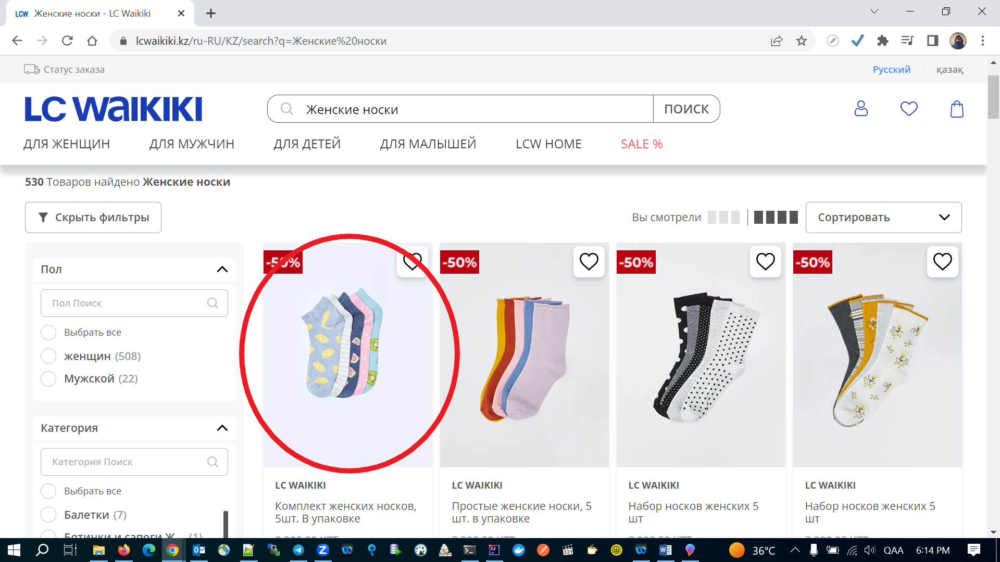 LCW Женские носки - LC Waikiki
lcwaikiki.kz/ru-RU/KZ/search?q=Женские%20носки
Статус заказа
Русский
қазақ
LC WAIKIKI
Женские носки
ПОИСК
ДЛЯ ЖЕНЩИН
ДЛЯ МУЖЧИН
ДЛЯ ДЕТЕЙ
ДЛЯ МАЛЫШЕЙ
LCW HOME
SALE %
530 Товаров найдено Женские носки
Скрыть фильтры
Вы смотрели
Сортировать
Пол
Пол Поиск
Выбрать все
женщин (508)
Мужской (22)
Категория
Категория Поиск
Выбрать все
Балетки (7)
Ботинки и сапоги Ж... (1)
-50%
LC WAIKIKI
Комплект женских носков,
5шт. В упаковке
-50%
LC WAIKIKI
Простые женские носки, 5
шт. в упаковке
-50%
LC WAIKIKI
Набор носков женских 5
шт
-50%
LC WAIKIKI
Набор носков женских 5
шт
36°C
QAA
6:14 PM